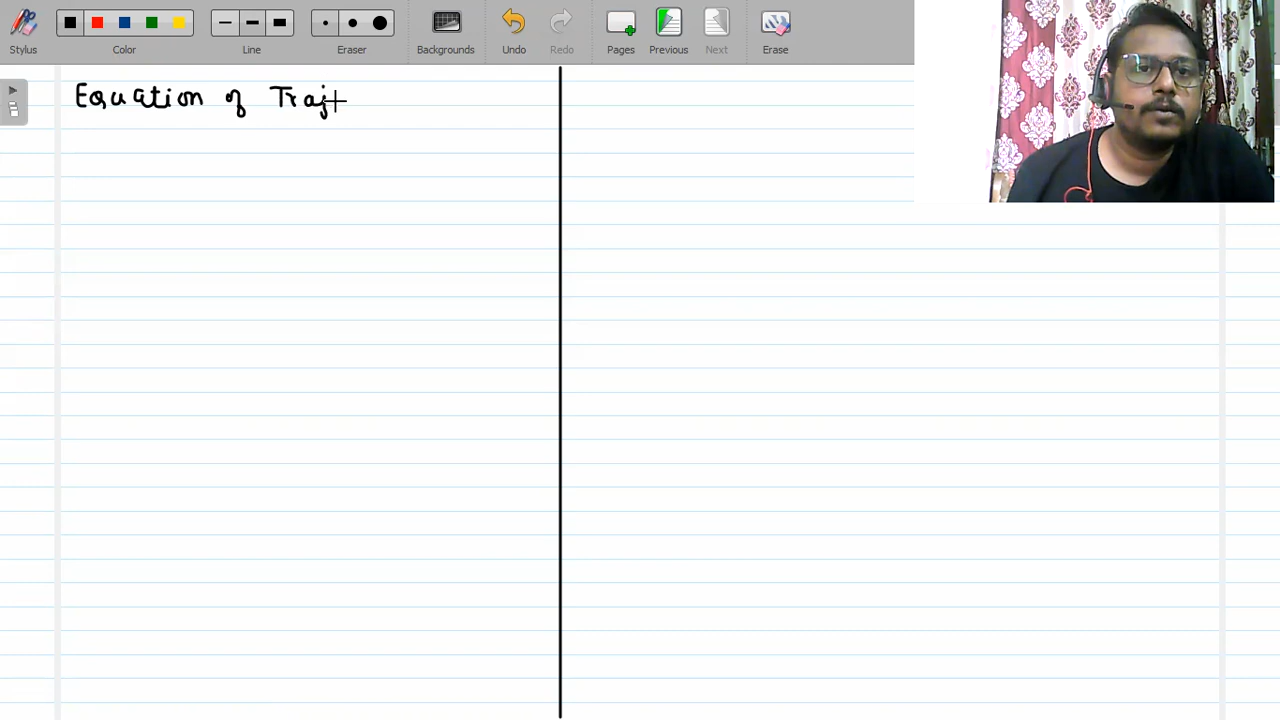 Stylus
Color
Line
Eraser
Backgrounds
Undo
Redo
Pages
Previous
Next
Erase
Equation of Traj